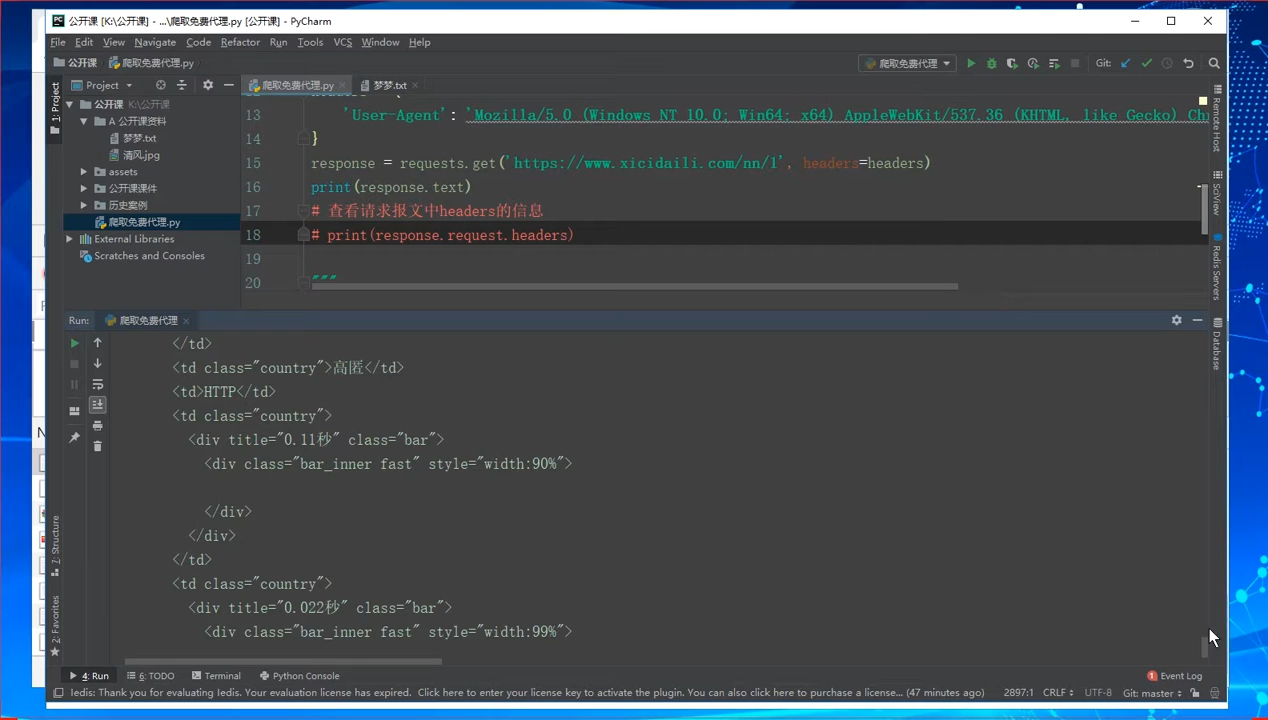 公开课 [K:\公开课] - ...\爬取免费代理.py [公开课] - PyCharm
File Edit View Navigate Code Refactor Run Tools VCS Window Help
公开课 爬取免费代理.py
爬取免费代理 Git:
Project 爬取免费代理.py 梦梦.txt
1: Project
公开课 K:\公开课
A 公开课资料
梦梦.txt
清风.jpg
assets
公开课课件
历史案例
爬取免费代理.py
External Libraries
Scratches and Consoles
13 'User-Agent': 'Mozilla/5.0 (Windows NT 10.0; Win64; x64) AppleWebKit/537.36 (KHTML, like Gecko)
14 }
15 response = requests.get('https://www.xicidaili.com/nn/1', headers=headers)
16 print(response.text)
17 # 查看请求报文中headers的信息
18 # print(response.request.headers)
19
20 """
Remote Host
SciView
Redis Servers
Database
Run: 爬取免费代理
</td>
<td class="country">高匿</td>
<td>HTTP</td>
<td class="country">
<div title="0.11秒" class="bar">
<div class="bar_inner fast" style="width:90%">
</div>
</div>
</td>
<td class="country">
<div title="0.022秒" class="bar">
<div class="bar_inner fast" style="width:99%">
7: Structure
2: Favorites
4: Run 6: TODO Terminal Python Console 1 Event Log
Iedis: Thank you for evaluating Iedis. Your evaluation license has expired. Click here to enter your license key to activate the plugin. You can also click here to purchase a license... (47 minutes ago) 2897:1 CRLF UTF-8 Git: master